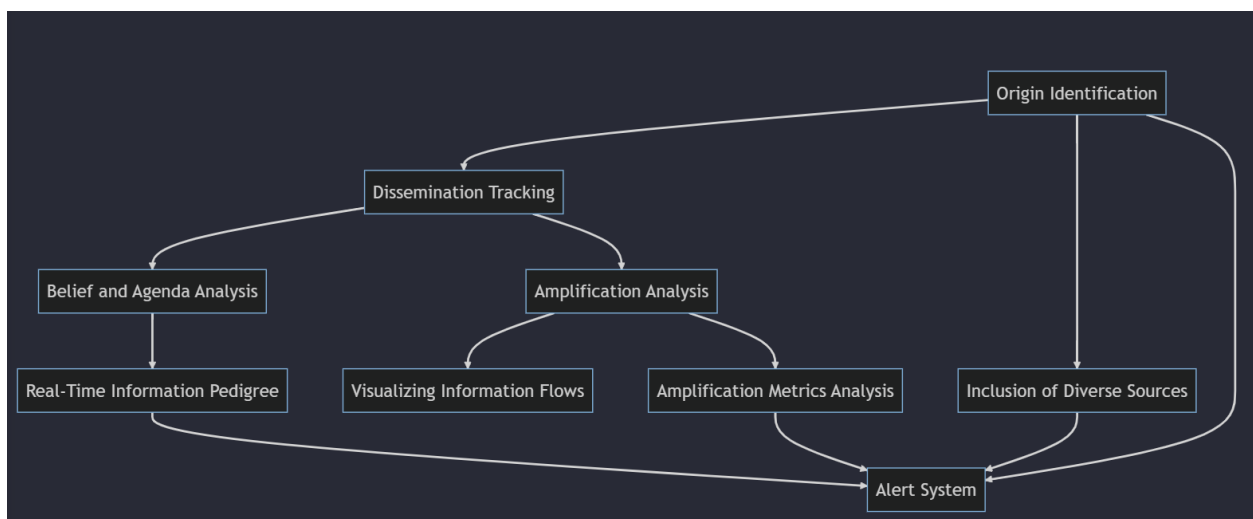 Origin Identification
Dissemination Tracking
Belief and Agenda Analysis
Amplification Analysis
Real-Time Information Pedigree
Visualizing Information Flows
Amplification Metrics Analysis
Inclusion of Diverse Sources
Alert System